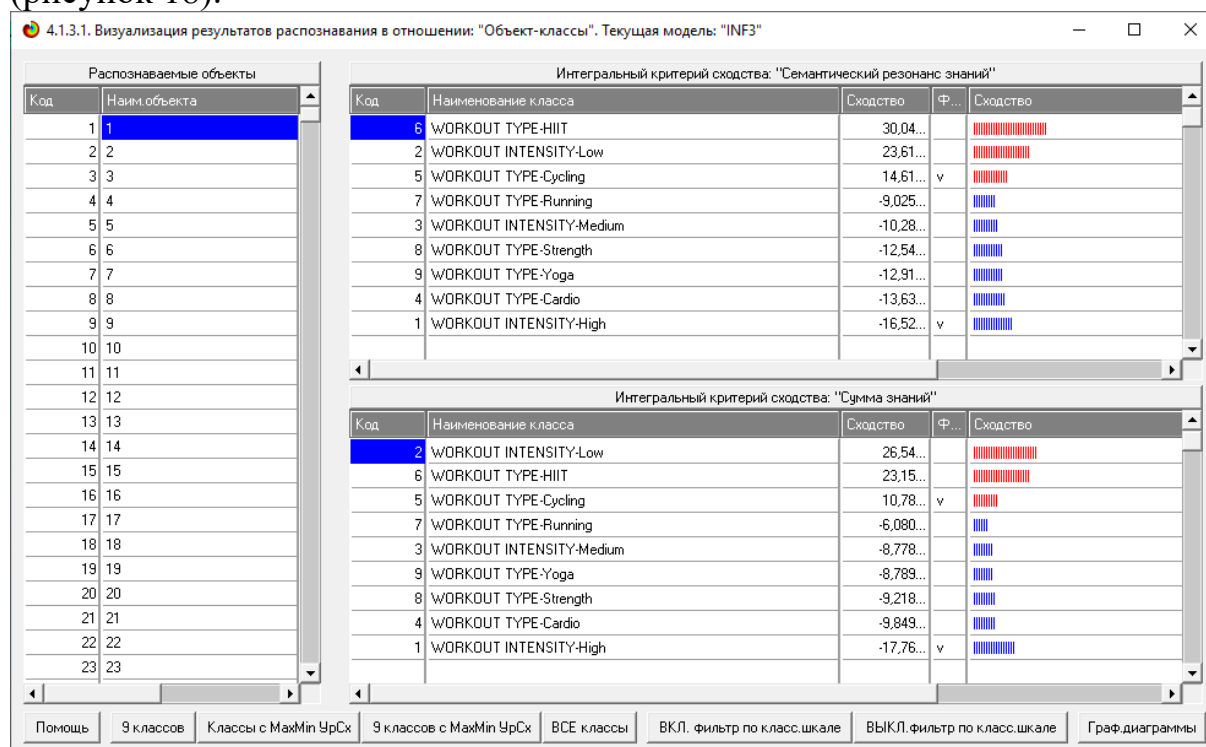 (рисунок 18).
4.1.3.1. Визуализация результатов распознавания в отношении: "Объект-классы". Текущая модель: "INF3"
Распознаваемые объекты
Код Наим.объекта
1 1
2 2
3 3
4 4
5 5
6 6
7 7
8 8
9 9
10 10
11 11
12 12
13 13
14 14
15 15
16 16
17 17
18 18
19 19
20 20
21 21
22 22
23 23
Интегральный критерий сходства: "Семантический резонанс знаний"
Код Наименование класса Сходство Ф... Сходство
6 WORKOUT TYPE-HIIT 30,04...
2 WORKOUT INTENSITY-Low 23,61...
5 WORKOUT TYPE-Cycling 14,61... v
7 WORKOUT TYPE-Running -9,025...
3 WORKOUT INTENSITY-Medium -10,28...
8 WORKOUT TYPE-Strength -12,54...
9 WORKOUT TYPE-Yoga -12,91...
4 WORKOUT TYPE-Cardio -13,63...
1 WORKOUT INTENSITY-High -16,52... v
Интегральный критерий сходства: "Сумма знаний"
Код Наименование класса Сходство Ф... Сходство
2 WORKOUT INTENSITY-Low 26,54...
6 WORKOUT TYPE-HIIT 23,15...
5 WORKOUT TYPE-Cycling 10,78... v
7 WORKOUT TYPE-Running -6,080...
3 WORKOUT INTENSITY-Medium -8,778...
9 WORKOUT TYPE-Yoga -8,789...
8 WORKOUT TYPE-Strength -9,218...
4 WORKOUT TYPE-Cardio -9,849...
1 WORKOUT INTENSITY-High -17,76... v
Помощь 9 классов Классы с MaxMin УрСх 9 классов с MaxMin УрСх ВСЕ классы ВКЛ. фильтр по класс.шкале ВЫКЛ.фильтр по класс.шкале Граф.диаграммы